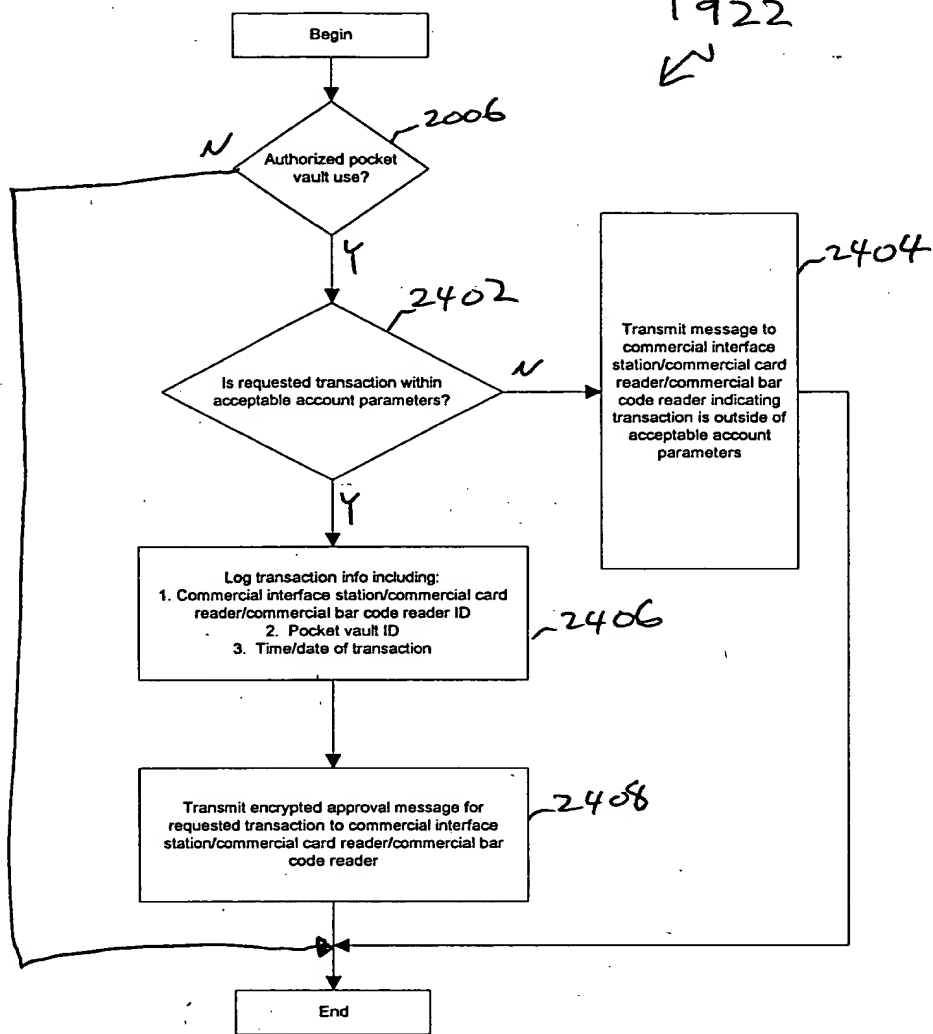 1922
Begin
2006
N
Authorized pocket
vault use?
Y
2404
2402
Transmit message to
commercial interface
station/commercial card
reader/commercial bar
code reader indicating
transaction is outside of
acceptable account
parameters
N
Is requested transaction within
acceptable account parameters?
Y
Log transaction info including:
1. Commercial interface station/commercial card
reader/commercial bar code reader ID
2. Pocket vault ID
3. Time/date of transaction
2406
Transmit encrypted approval message for
requested transaction to commercial interface
station/commercial card reader/commercial bar
code reader
2408
End